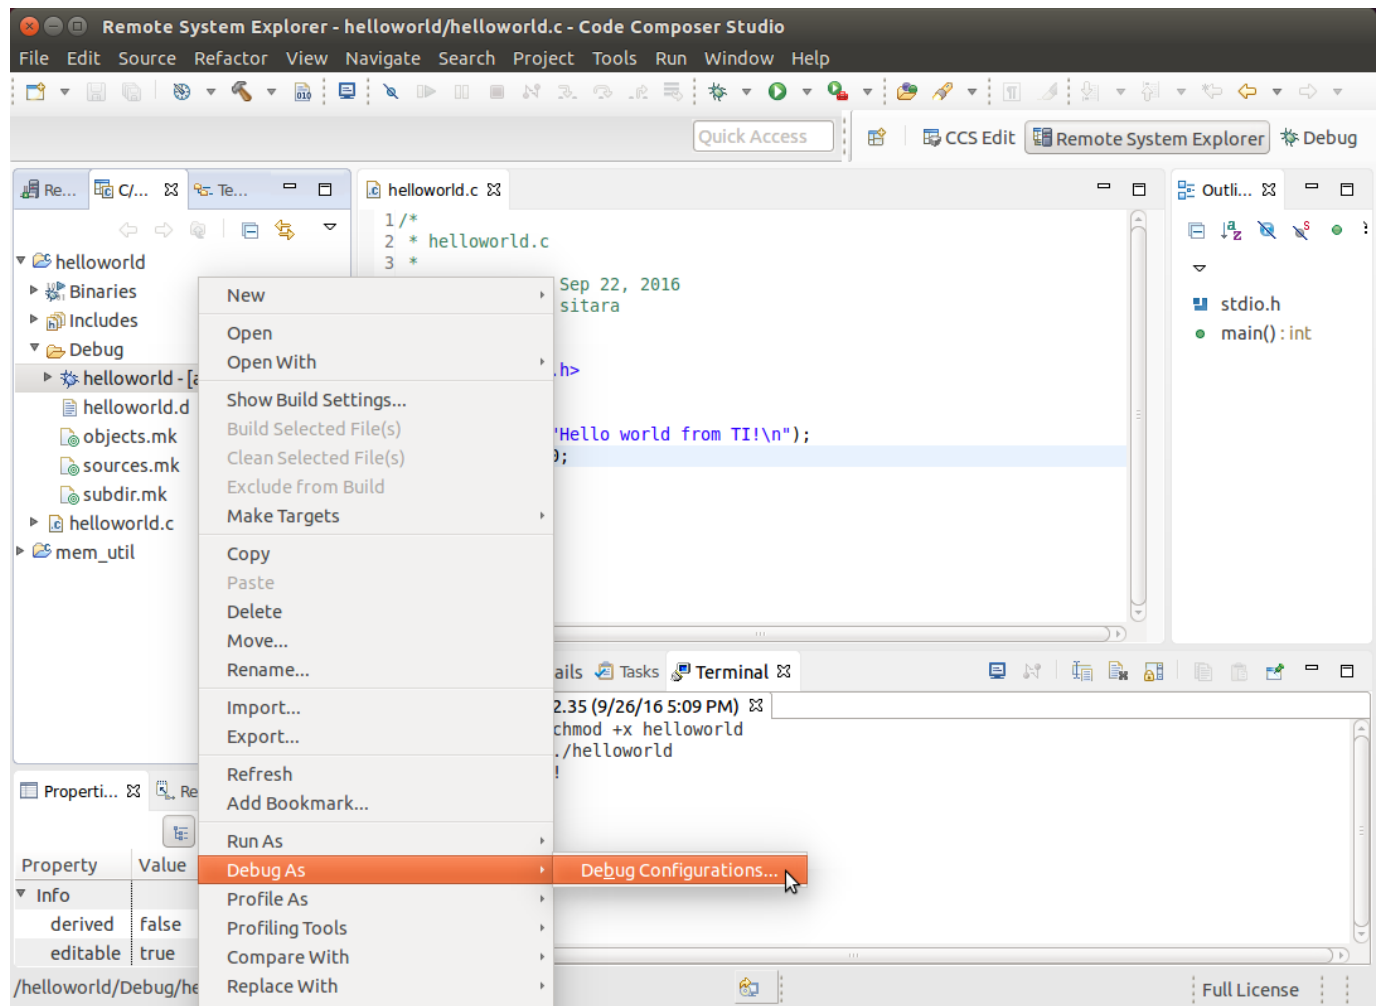 Remote System Explorer - helloworld/helloworld.c - Code Composer Studio
File Edit Source Refactor View Navigate Search Project Tools Run Window Help
Quick Access
CCS Edit Remote System Explorer Debug
Re... C/... Te...
helloworld.c
Outli...
1 /*
2  * helloworld.c
3  *
Sep 22, 2016
sitara
.h>
"Hello world from TI!\n");
0;
helloworld
Binaries
Includes
Debug
helloworld - [a
helloworld.d
objects.mk
sources.mk
subdir.mk
helloworld.c
mem_util
stdio.h
main() : int
New
Open
Open With
Show Build Settings...
Build Selected File(s)
Clean Selected File(s)
Exclude from Build
Make Targets
Copy
Paste
Delete
Move...
Rename...
Import...
Export...
Refresh
Add Bookmark...
Run As
Debug As
Profile As
Profiling Tools
Compare With
Replace With
Debug Configurations...
ails Tasks Terminal
2.35 (9/26/16 5:09 PM)
chmod +x helloworld
./helloworld
!
Properti... Re
Property Value
Info
derived false
editable true
/helloworld/Debug/he
Full License